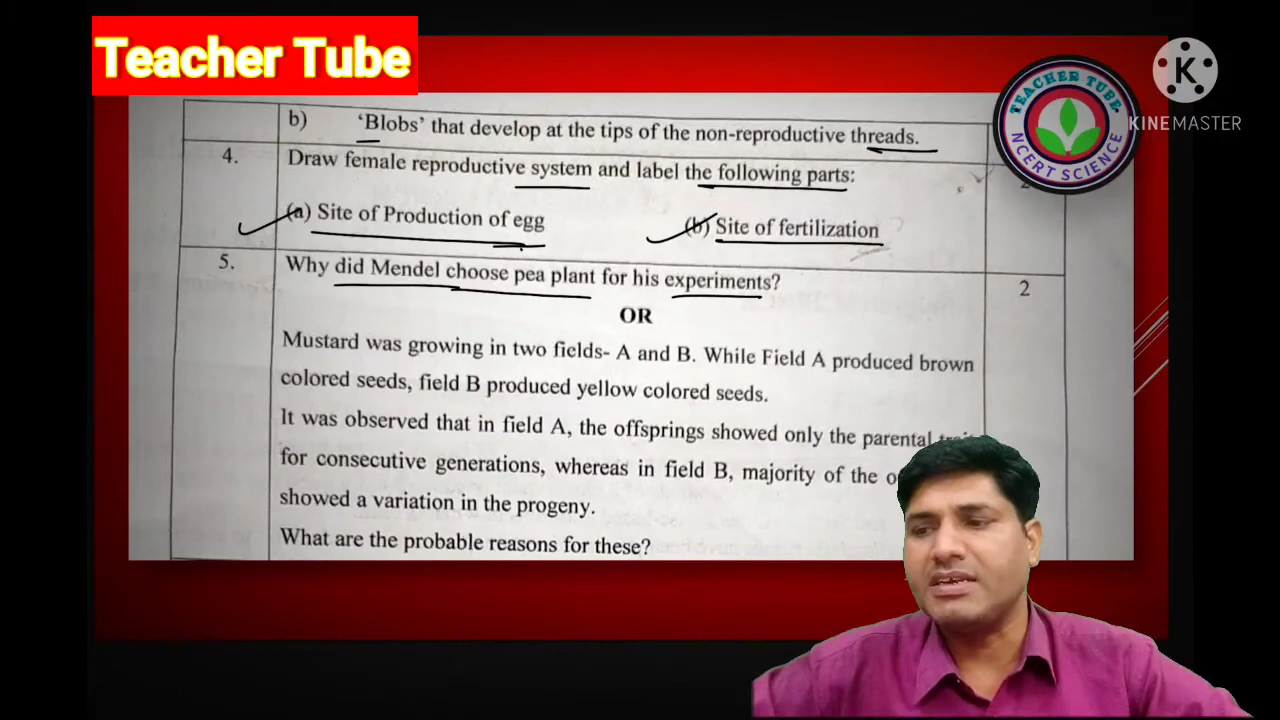 Teacher Tube
TEACHER TUBE
NCERT SCIENCE
K
KINEMASTER
b) 'Blobs' that develop at the tips of the non-reproductive threads.
4. Draw female reproductive system and label the following parts:
(a) Site of Production of egg (b) Site of fertilization
5. Why did Mendel choose pea plant for his experiments? 2
OR
Mustard was growing in two fields- A and B. While Field A produced brown
colored seeds, field B produced yellow colored seeds.
It was observed that in field A, the offsprings showed only the parental
for consecutive generations, whereas in field B, majority of the
showed a variation in the progeny.
What are the probable reasons for these?